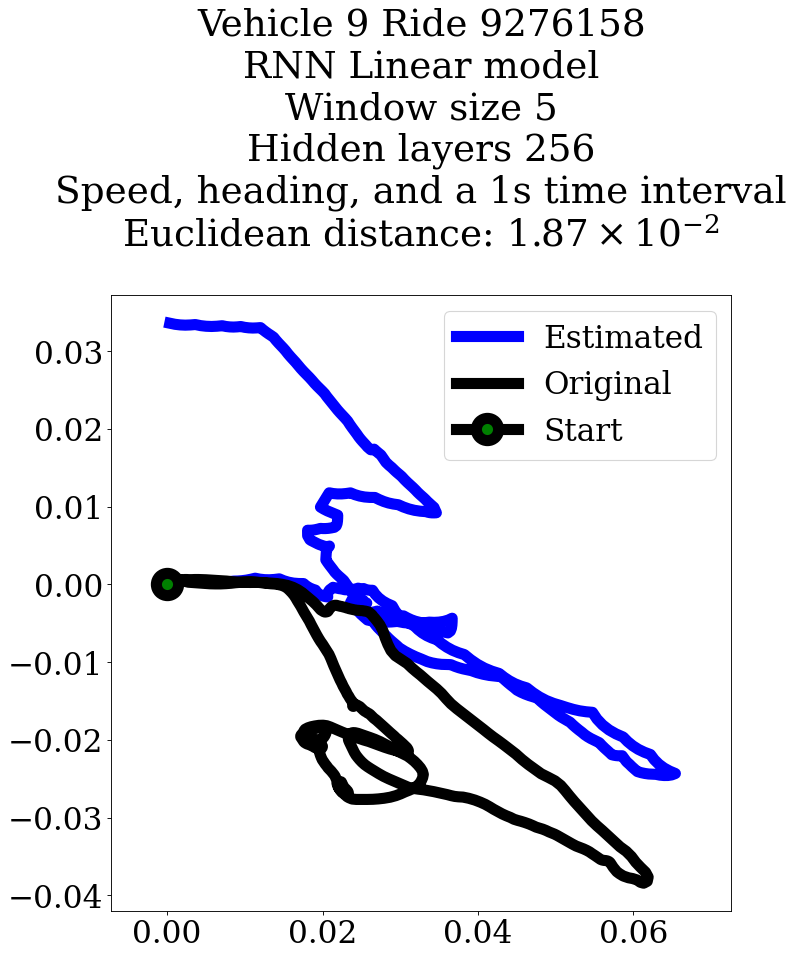 Vehicle 9 Ride 9276158
RNN Linear model
Window size 5
Hidden layers 256
Speed, heading, and a 1s time interval
Euclidean distance: 1.87 × 10⁻²
Estimated
Original
Start
0.03
0.02
0.01
0.00
−0.01
−0.02
−0.03
−0.04
0.00 0.02 0.04 0.06